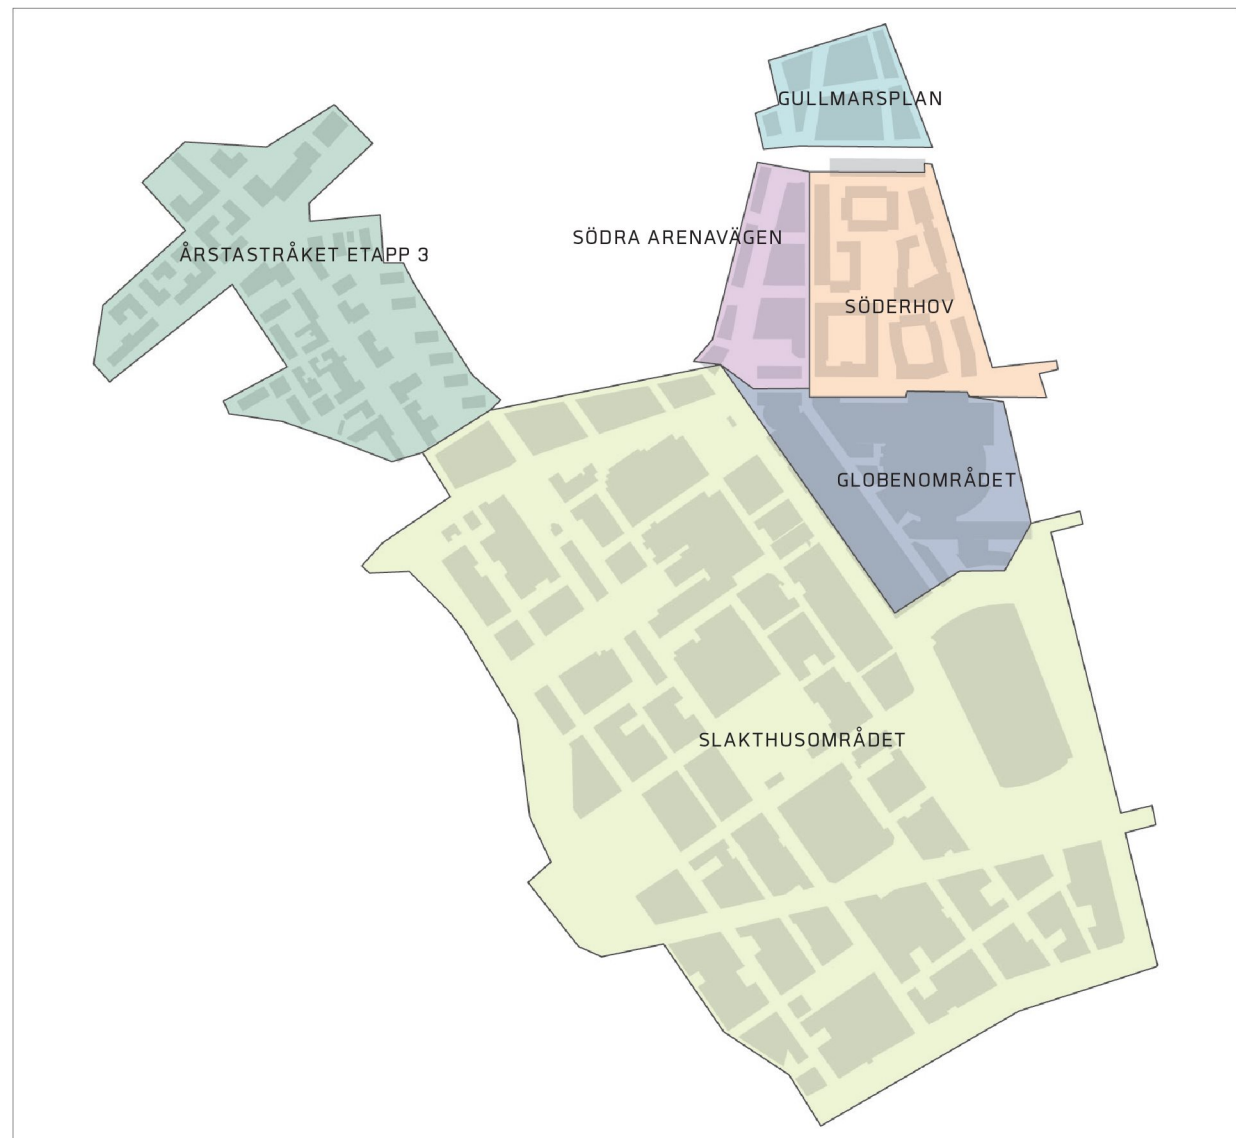 GULLMARSPLAN
SÖDRA ARENAVÄGEN
ÅRSTASTRÅKET ETAPP 3
SÖDERHOV
GLOBENOMRÅDET
SLAKTHUSOMRÅDET